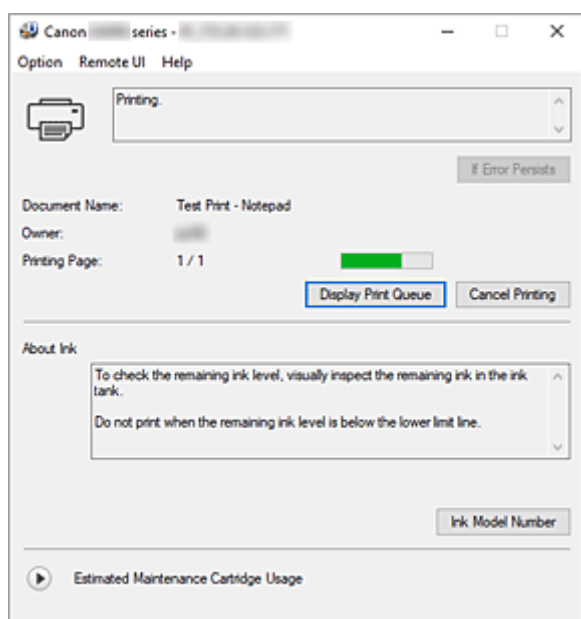 Canon series -
Option Remote UI Help
Printing.
If Error Persists
Document Name: Test Print - Notepad
Owner:
Printing Page: 1 / 1
Display Print Queue Cancel Printing
About Ink
To check the remaining ink level, visually inspect the remaining ink in the ink
tank.
Do not print when the remaining ink level is below the lower limit line.
Ink Model Number
Estimated Maintenance Cartridge Usage